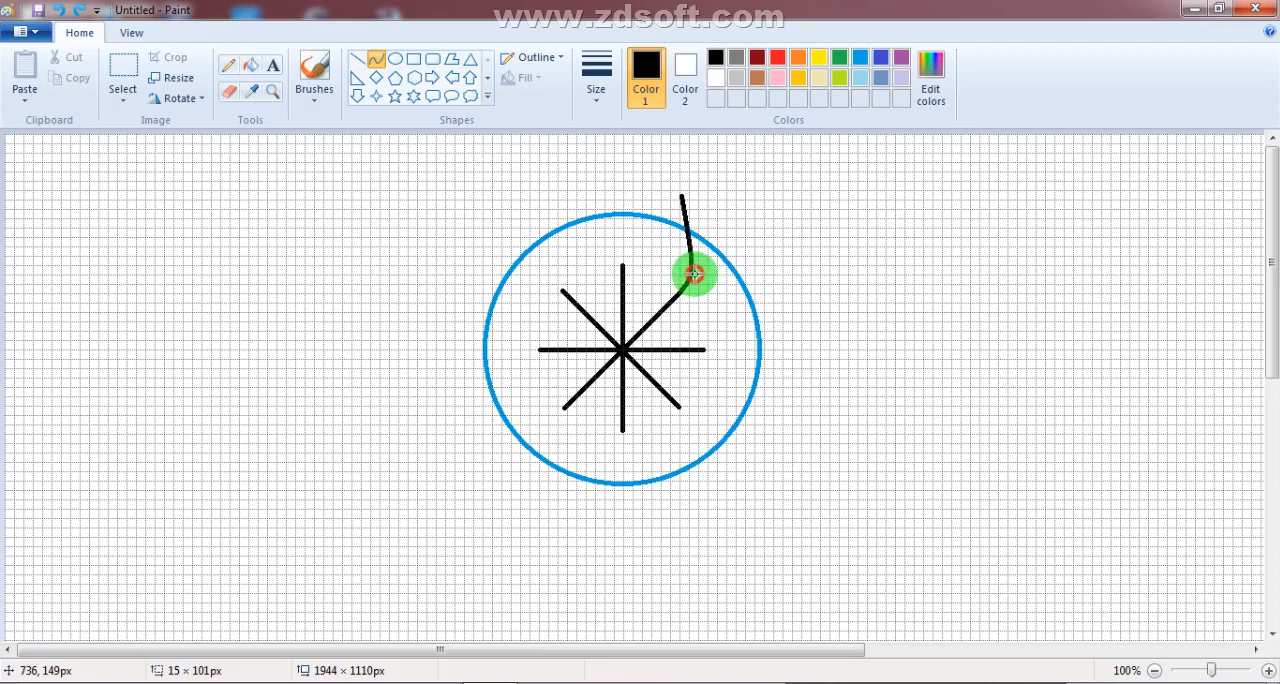 Untitled - Paint
www.zdsoft.com
Home
View
Paste
Cut
Copy
Clipboard
Select
Crop
Resize
Rotate
Image
A
Tools
Brushes
Outline
Fill
Shapes
Size
Color
1
Color
2
Edit
colors
Colors
736, 149px
15 × 101px
1944 × 1110px
100%